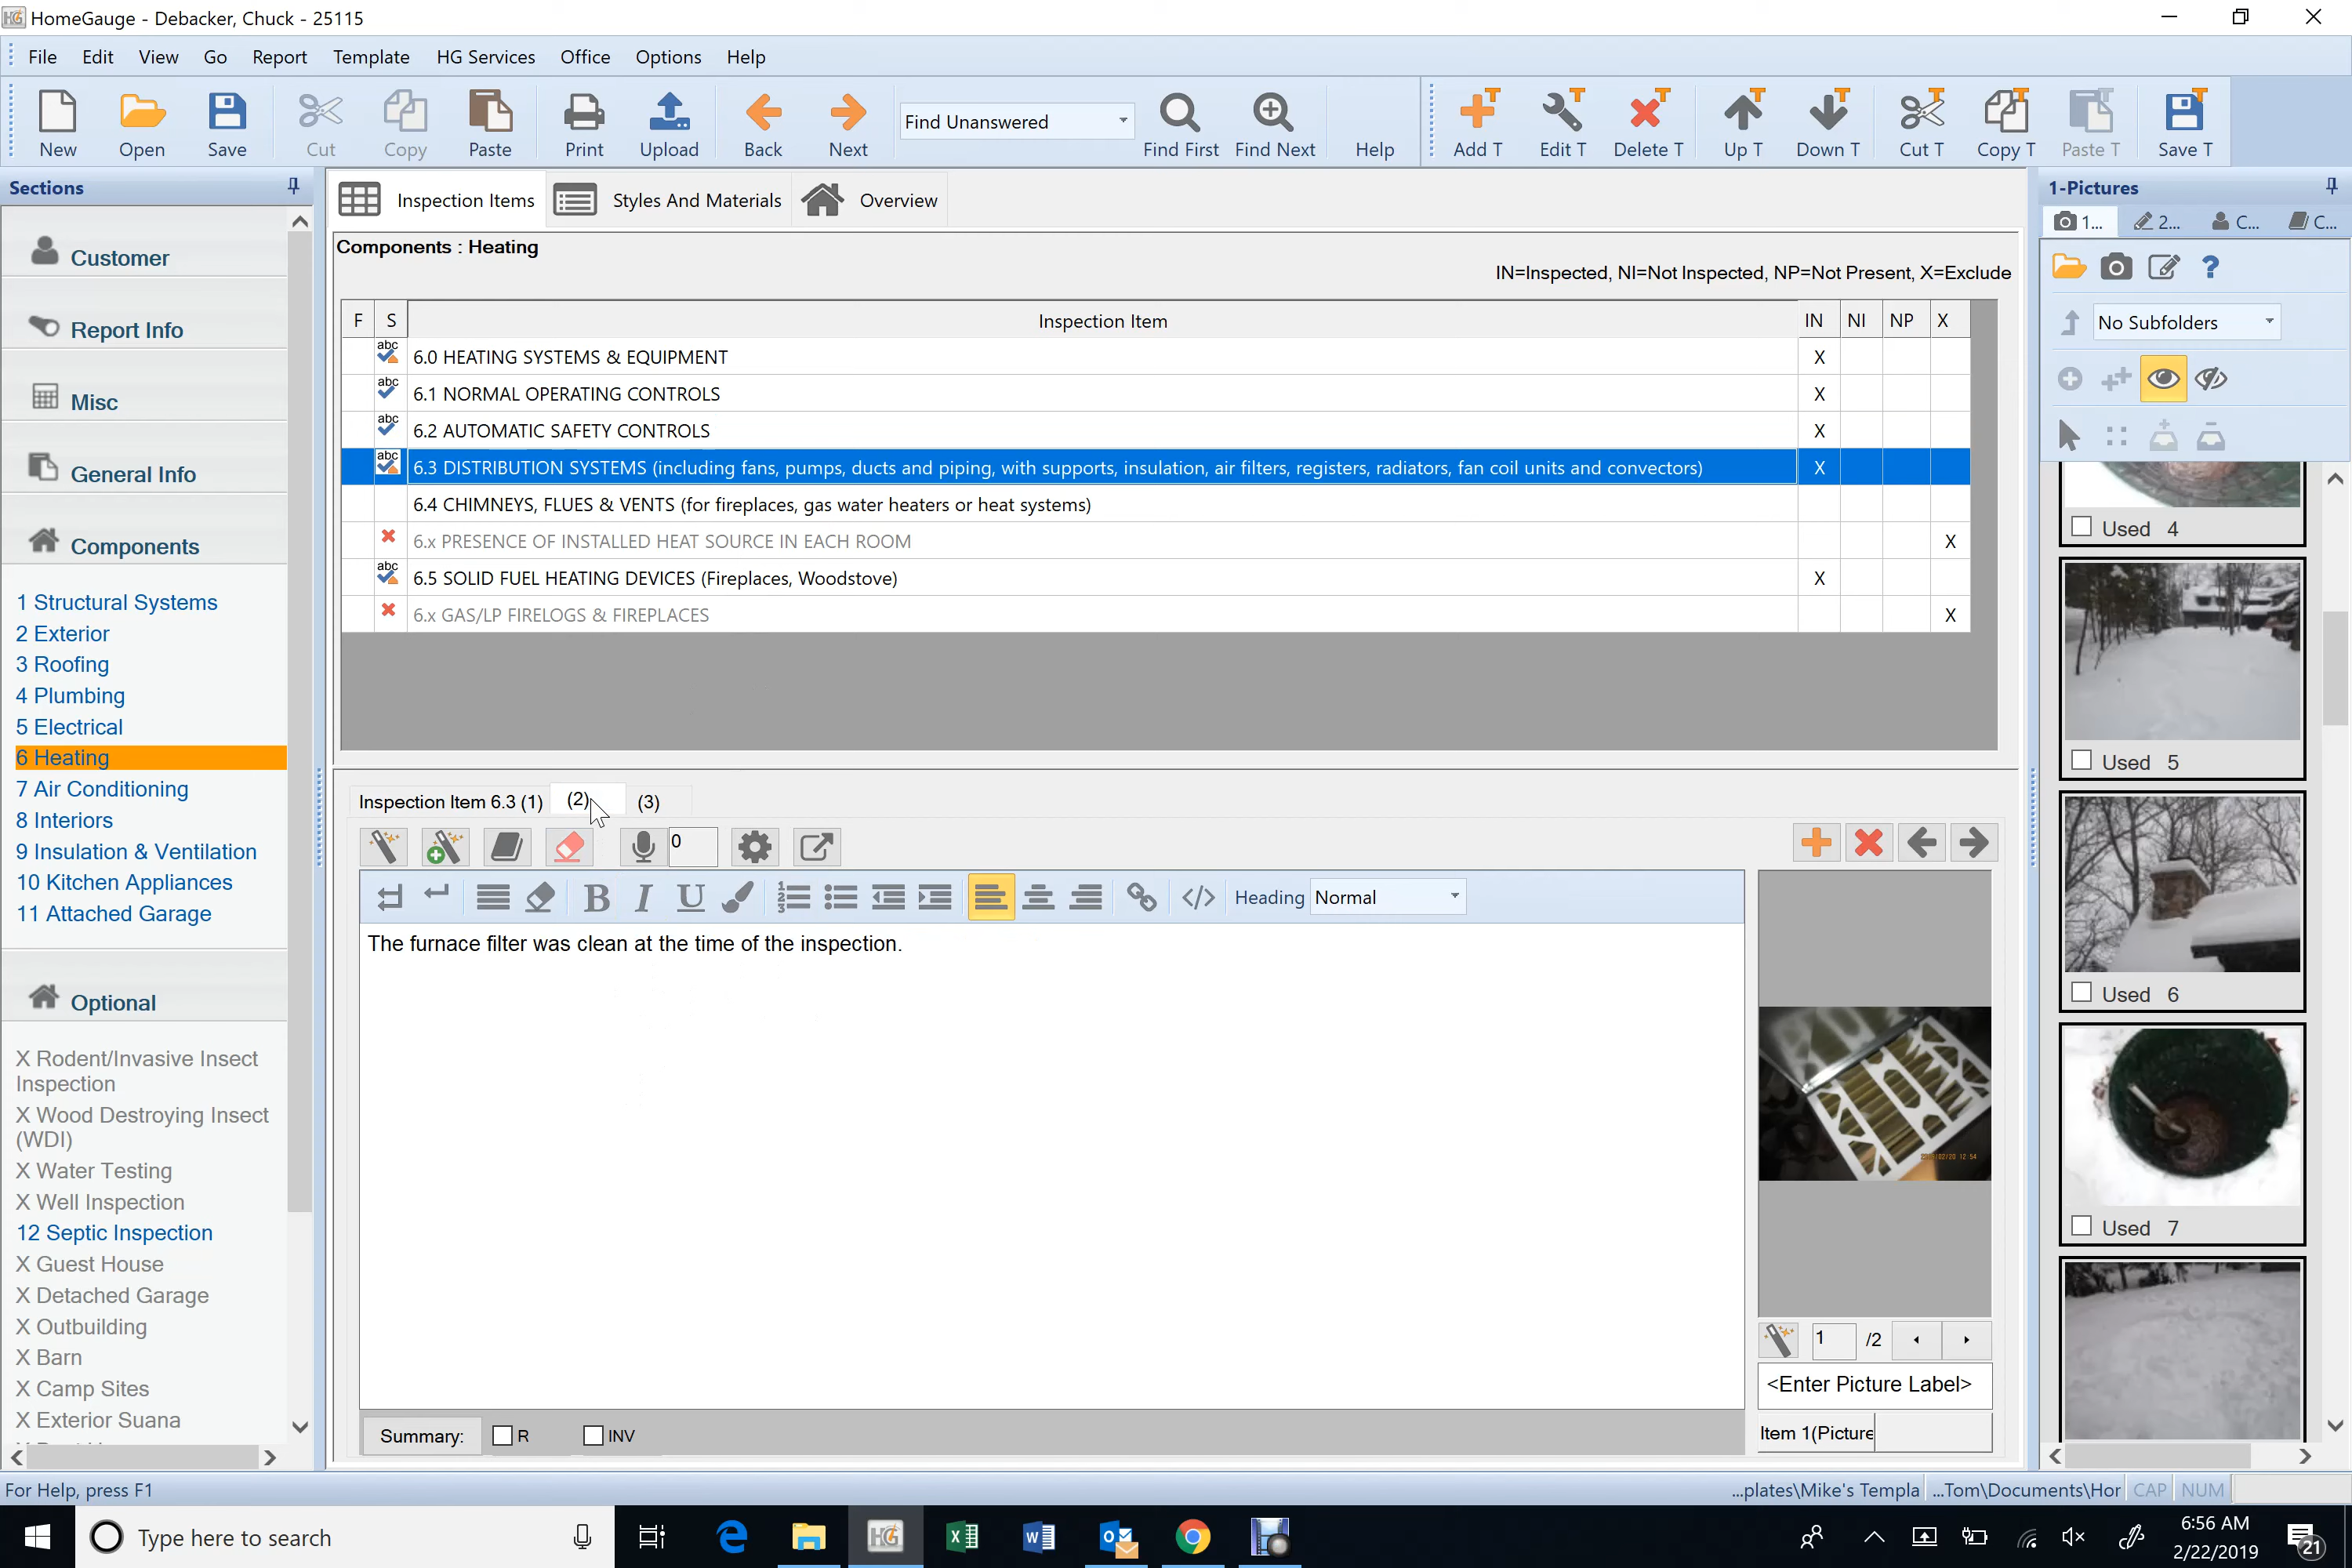 HomeGauge - Debacker, Chuck - 25115
File Edit View Go Report Template HG Services Office Options Help
New Open Save Cut Copy Paste Print Upload Back Next Find Unanswered Find First Find Next Help Add T Edit T Delete T Up T Down T Cut T Copy T Paste T Save T
Sections
Customer
Report Info
Misc
General Info
Components
1 Structural Systems
2 Exterior
3 Roofing
4 Plumbing
5 Electrical
6 Heating
7 Air Conditioning
8 Interiors
9 Insulation & Ventilation
10 Kitchen Appliances
11 Attached Garage
Optional
X Rodent/Invasive Insect
Inspection
X Wood Destroying Insect
(WDI)
X Water Testing
X Well Inspection
12 Septic Inspection
X Guest House
X Detached Garage
X Outbuilding
X Barn
X Camp Sites
X Exterior Suana
Inspection Items Styles And Materials Overview
Components : Heating
IN=Inspected, NI=Not Inspected, NP=Not Present, X=Exclude
F S Inspection Item IN NI NP X
abc 6.0 HEATING SYSTEMS & EQUIPMENT X
abc 6.1 NORMAL OPERATING CONTROLS X
abc 6.2 AUTOMATIC SAFETY CONTROLS X
abc 6.3 DISTRIBUTION SYSTEMS (including fans, pumps, ducts and piping, with supports, insulation, air filters, registers, radiators, fan coil units and convectors) X
6.4 CHIMNEYS, FLUES & VENTS (for fireplaces, gas water heaters or heat systems)
6.x PRESENCE OF INSTALLED HEAT SOURCE IN EACH ROOM X
abc 6.5 SOLID FUEL HEATING DEVICES (Fireplaces, Woodstove) X
6.x GAS/LP FIRELOGS & FIREPLACES X
Inspection Item 6.3 (1) (2) (3)
0
B I U Heading Normal
The furnace filter was clean at the time of the inspection.
1 /2
<Enter Picture Label>
Item 1(Picture
Summary: R INV
1-Pictures
1... 2... C... C...
No Subfolders
Used 4
Used 5
Used 6
Used 7
For Help, press F1
...plates\Mike's Templa ...Tom\Documents\Hor CAP NUM
Type here to search
6:56 AM
2/22/2019
21